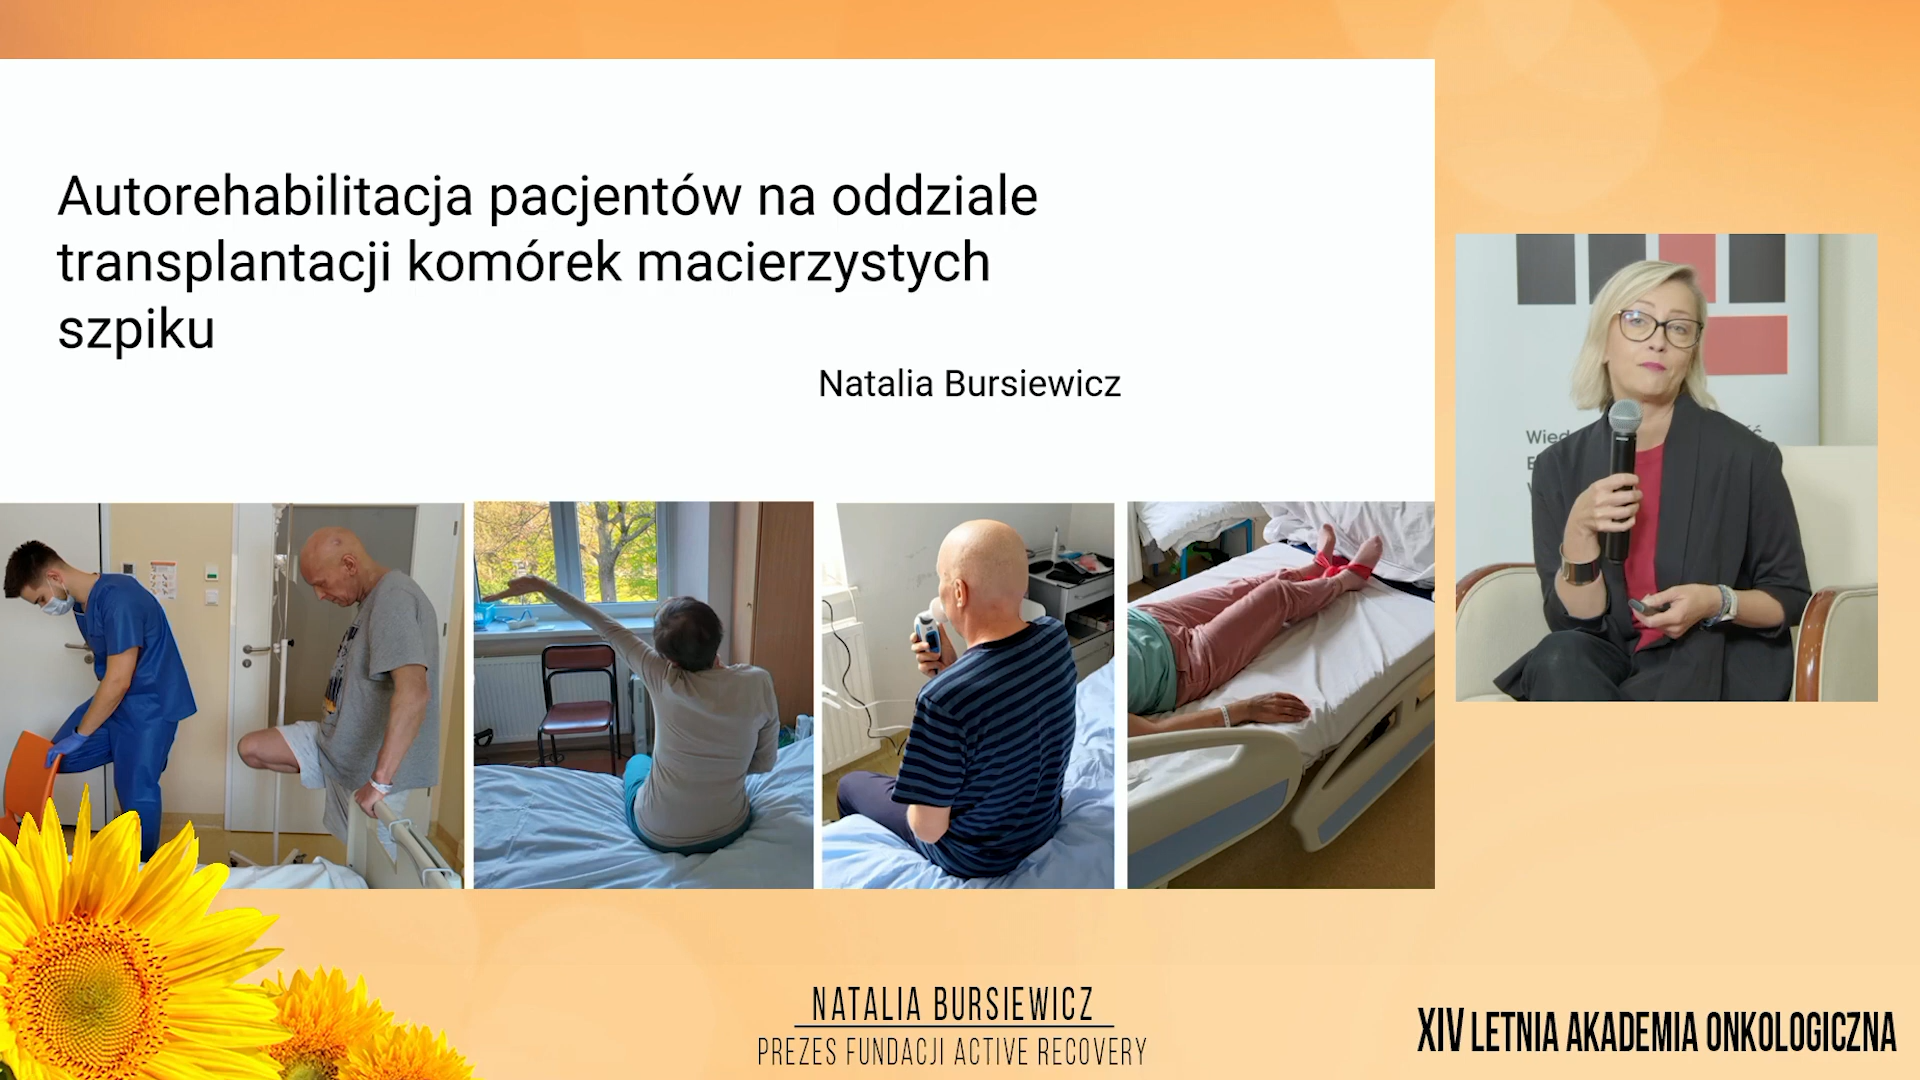 Autorehabilitacja pacjentów na oddziale
transplantacji komórek macierzystych
szpiku
Natalia Bursiewicz
NATALIA BURSIEWICZ
PREZES FUNDACJI ACTIVE RECOVERY
XIV LETNIA AKADEMIA ONKOLOGICZNA